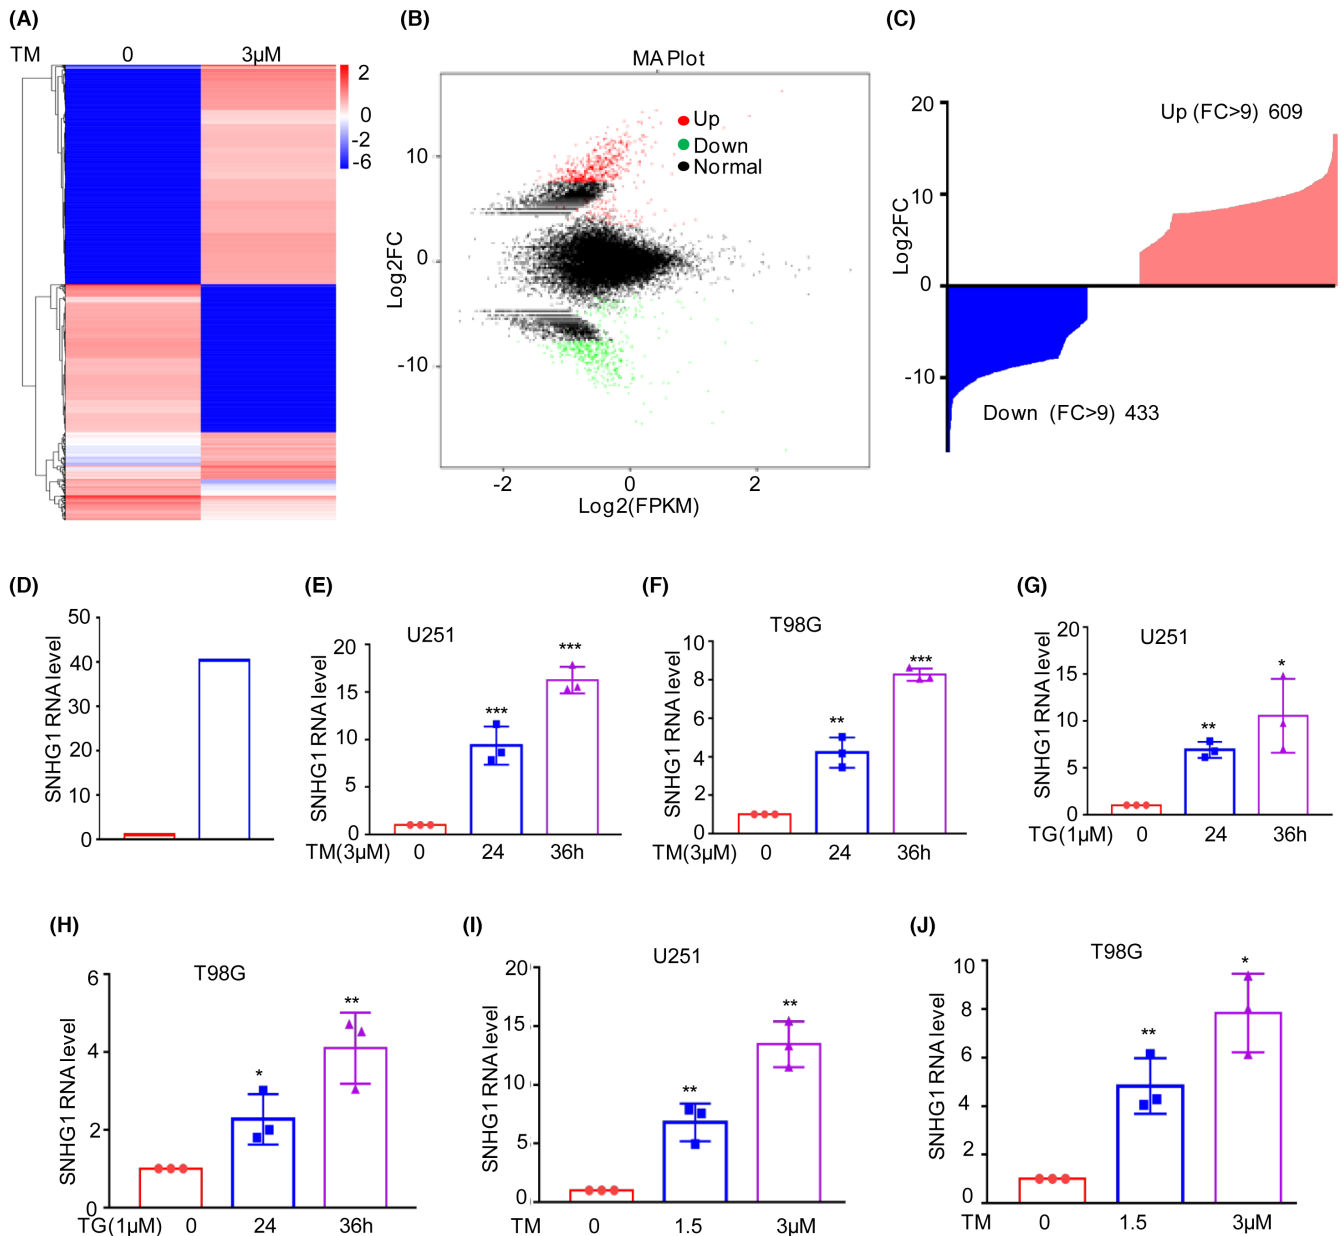 (A)
TM 0 3µM
2
0
-2
-6
(B)
MA Plot
Up
Down
Normal
Log2FC
10
0
-10
-2 0 2
Log2(FPKM)
(C)
Log2FC
20
10
0
-10
Up (FC>9) 609
Down (FC>9) 433
(D)
SNHG1 RNA level
50
40
30
20
10
0
(E)
U251
SNHG1 RNA level
20
15
10
5
0
*** ***
TM(3µM) 0 24 36h
(F)
T98G
SNHG1 RNA level
10
8
6
4
2
0
** ***
TM(3µM) 0 24 36h
(G)
U251
SNHG1 RNA level
20
15
10
5
0
** *
TG(1µM) 0 24 36h
(H)
T98G
SNHG1 RNA level
6
4
2
0
* **
TG(1µM) 0 24 36h
(I)
U251
SNHG1 RNA level
20
15
10
5
0
** **
TM 0 1.5 3µM
(J)
T98G
SNHG1 RNA level
10
8
6
4
2
0
** *
TM 0 1.5 3µM